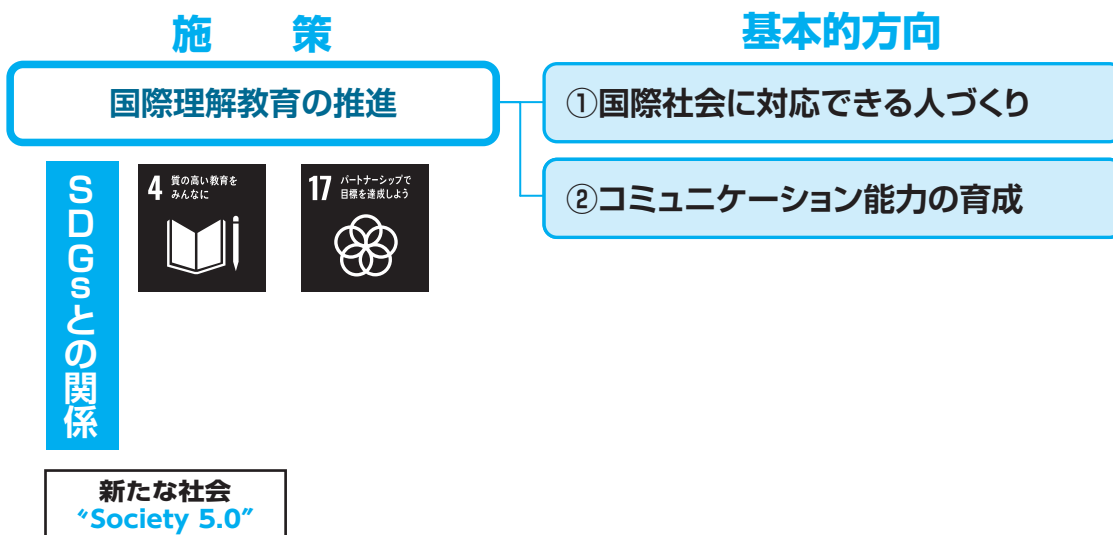 施 策
基本的方向
国際理解教育の推進
①国際社会に対応できる人づくり
②コミュニケーション能力の育成
SDGsとの関係
4 質の高い教育を
みんなに
17 パートナーシップで
目標を達成しよう
新たな社会
“Society 5.0”